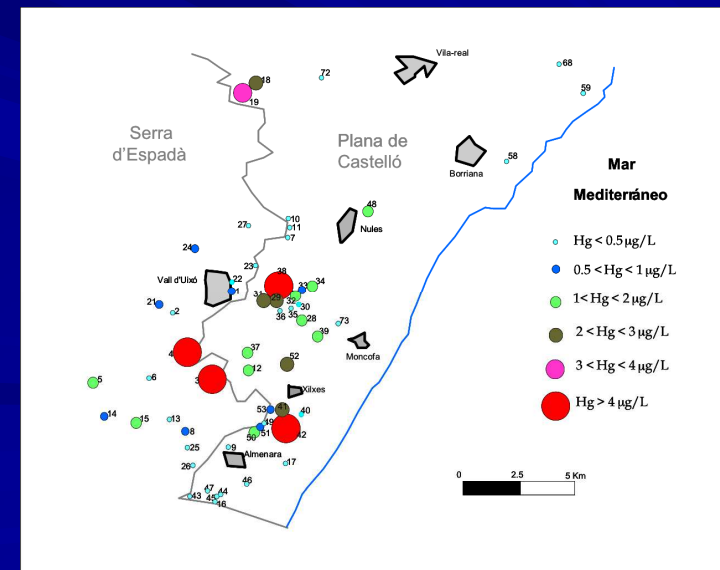 Vila-real
68
72
18
59
19
Serra
d'Espadà
Plana de
Castelló
58
Borriana
Mar
Mediterráneo
48
10
11
27
7
Nules
Hg < 0.5 µg/L
24
23
38
0.5 < Hg < 1 µg/L
Vall d'Uixó
22
1
33
34
31
29
32
30
1< Hg < 2 µg/L
21
2
36
35
28
73
39
2 < Hg < 3 µg/L
Moncofa
4
37
52
12
3 < Hg < 4 µg/L
5
6
3
Xilxes
Hg > 4 µg/L
14
15
13
53
41
40
49
8
50
51
42
25
9
Almenara
26
17
0
2.5
5 Km
46
47
44
43
45
16